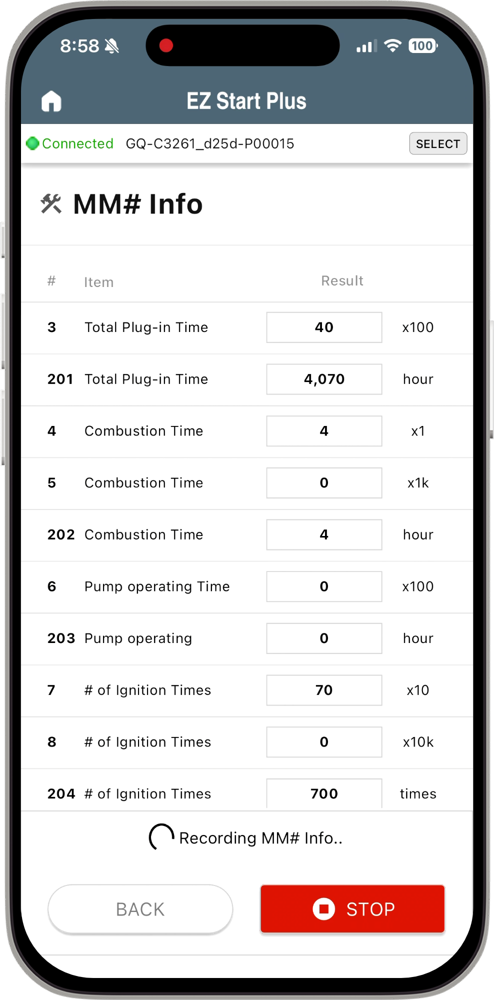 8:58 100
EZ Start Plus
Connected GQ-C3261_d25d-P00015 SELECT
MM# Info
# Item Result
3 Total Plug-in Time 40 x100
201 Total Plug-in Time 4,070 hour
4 Combustion Time 4 x1
5 Combustion Time 0 x1k
202 Combustion Time 4 hour
6 Pump operating Time 0 x100
203 Pump operating 0 hour
7 # of Ignition Times 70 x10
8 # of Ignition Times 0 x10k
204 # of Ignition Times 700 times
Recording MM# Info..
BACK STOP